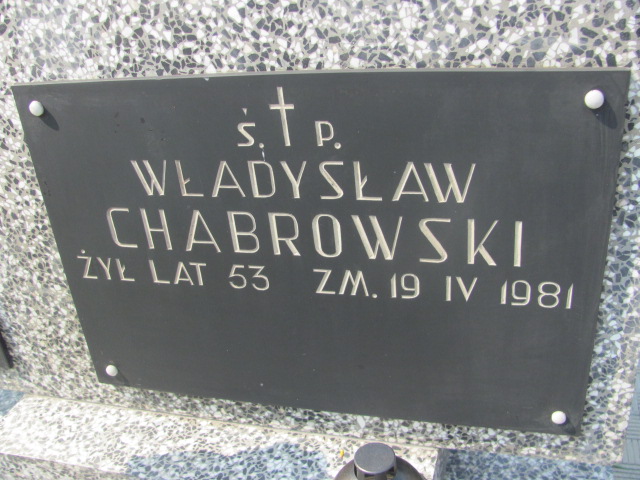 Ś. P.
WŁADYSŁAW
CHABROWSKI
ŻYŁ LAT 53 ZM. 19 IV 1981